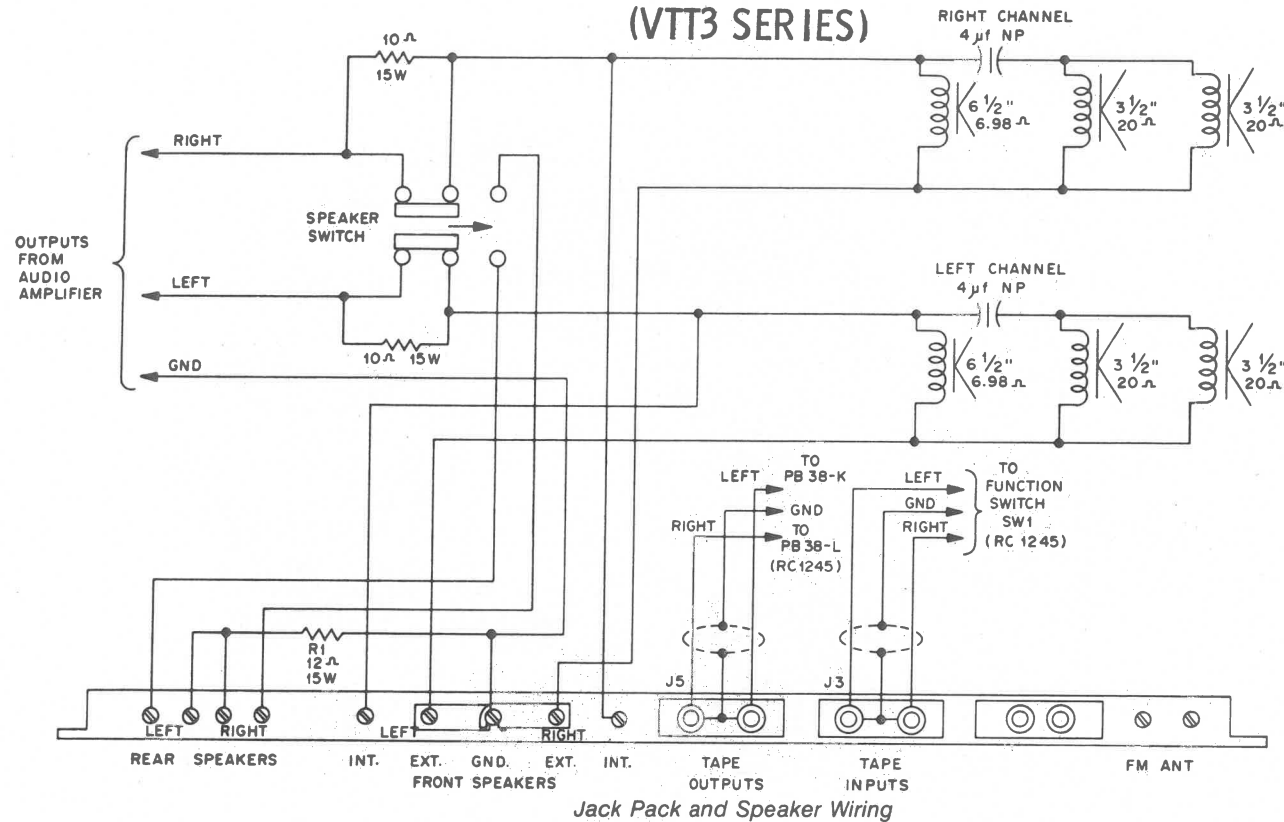 (VTT3 SERIES)
RIGHT CHANNEL
4 µf NP
10 Ω
15W
6 1/2"
6.98 Ω
3 1/2"
20 Ω
3 1/2"
20 Ω
RIGHT
SPEAKER
SWITCH
OUTPUTS
FROM
AUDIO
AMPLIFIER
LEFT
LEFT CHANNEL
4 µf NP
10 Ω 15W
GND
6 1/2"
6.98 Ω
3 1/2"
20 Ω
3 1/2"
20 Ω
LEFT
TO
PB 38-K
GND
RIGHT
TO
PB 38-L
(RC1245)
LEFT
GND
RIGHT
TO
FUNCTION
SWITCH
SW1
(RC 1245)
R1
12 Ω
15W
J5
J3
LEFT
RIGHT
LEFT
RIGHT
REAR SPEAKERS
INT.
EXT.
GND.
EXT.
INT.
FRONT SPEAKERS
TAPE
OUTPUTS
TAPE
INPUTS
FM ANT
Jack Pack and Speaker Wiring